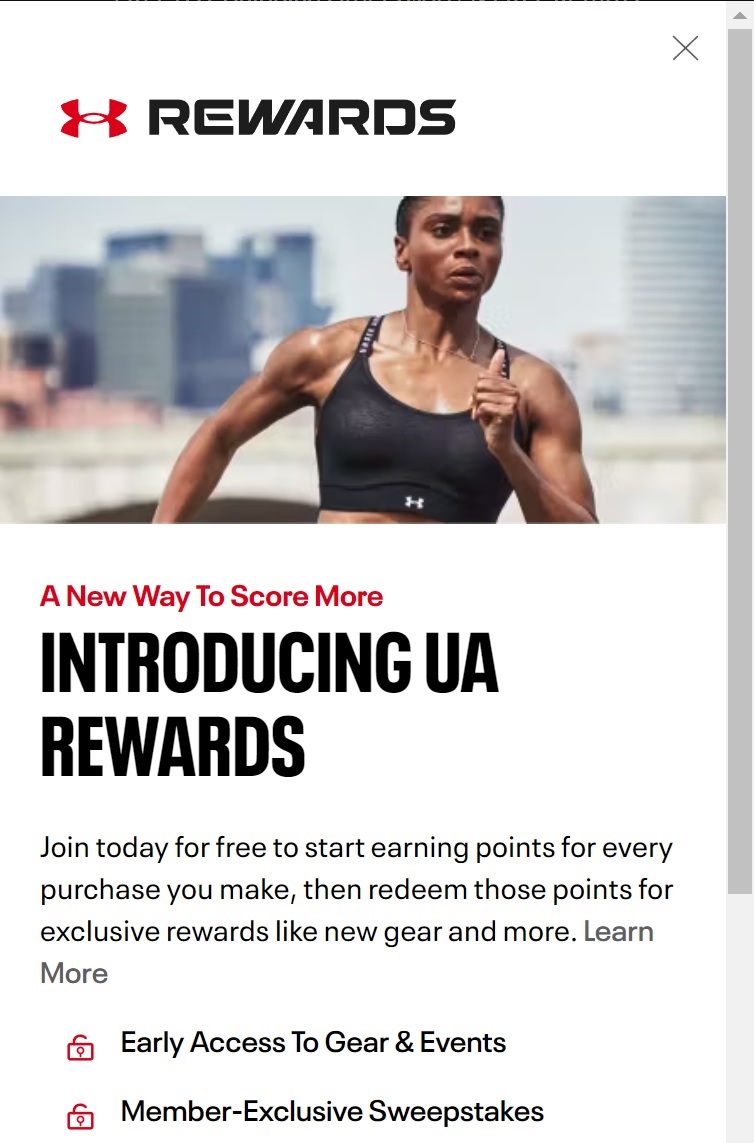 REWARDS
A New Way To Score More
INTRODUCING UA
REWARDS
Join today for free to start earning points for every
purchase you make, then redeem those points for
exclusive rewards like new gear and more. Learn
More
Early Access To Gear & Events
Member-Exclusive Sweepstakes